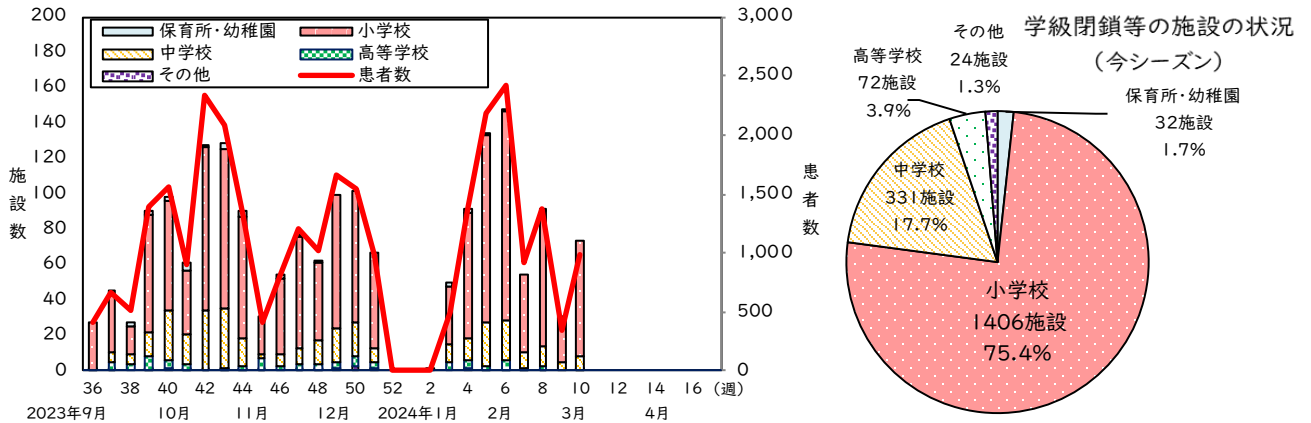 200
180
160
140
120
100
80
60
40
20
0
施設数
保育所・幼稚園
小学校
中学校
高等学校
その他
患者数
3,000
2,500
2,000
1,500
1,000
500
0
患者数
36 38 40 42 44 46 48 50 52 2 4 6 8 10 12 14 16 (週)
2023年9月 10月 11月 12月 2024年1月 2月 3月 4月
学級閉鎖等の施設の状況
(今シーズン)
その他
24施設
1.3%
高等学校
72施設
3.9%
保育所・幼稚園
32施設
1.7%
中学校
331施設
17.7%
小学校
1406施設
75.4%